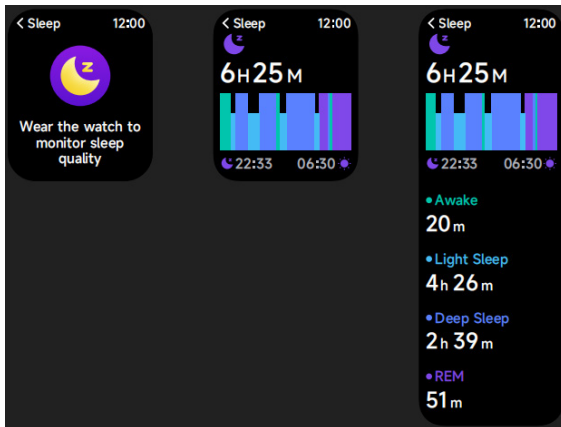 Sleep 12:00
Wear the watch to
monitor sleep
quality
Sleep 12:00
z
6H25M
22:33 06:30
Sleep 12:00
z
6H25M
22:33 06:30
Awake
20m
Light Sleep
4h 26m
Deep Sleep
2h 39m
REM
51m